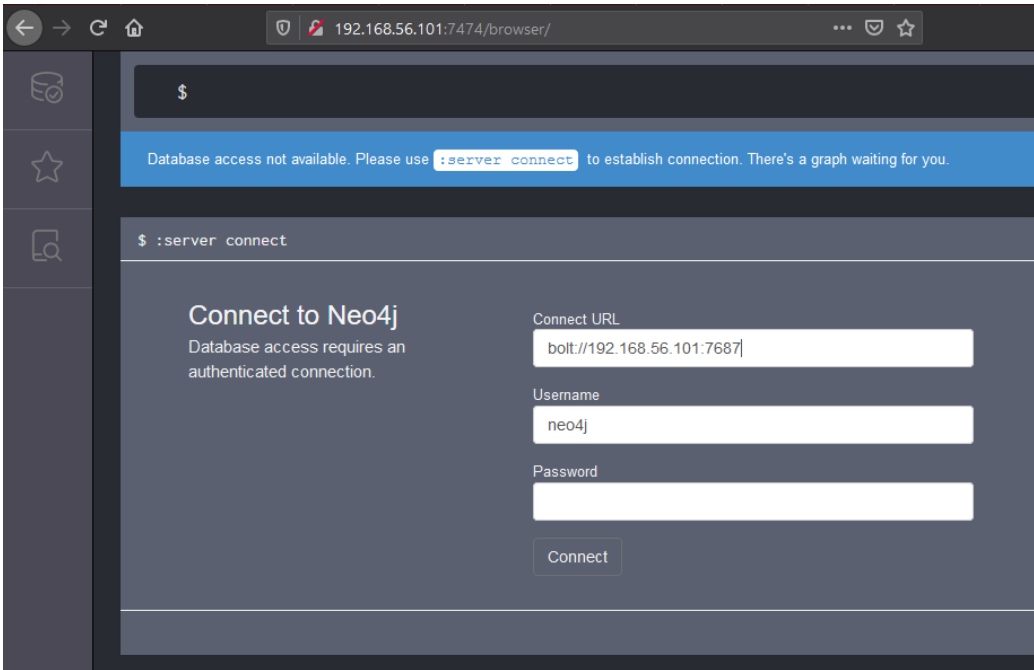 192.168.56.101:7474/browser/
$
Database access not available. Please use :server connect to establish connection. There's a graph waiting for you.
$ :server connect
Connect to Neo4j
Database access requires an
authenticated connection.
Connect URL
bolt://192.168.56.101:7687
Username
neo4j
Password
Connect